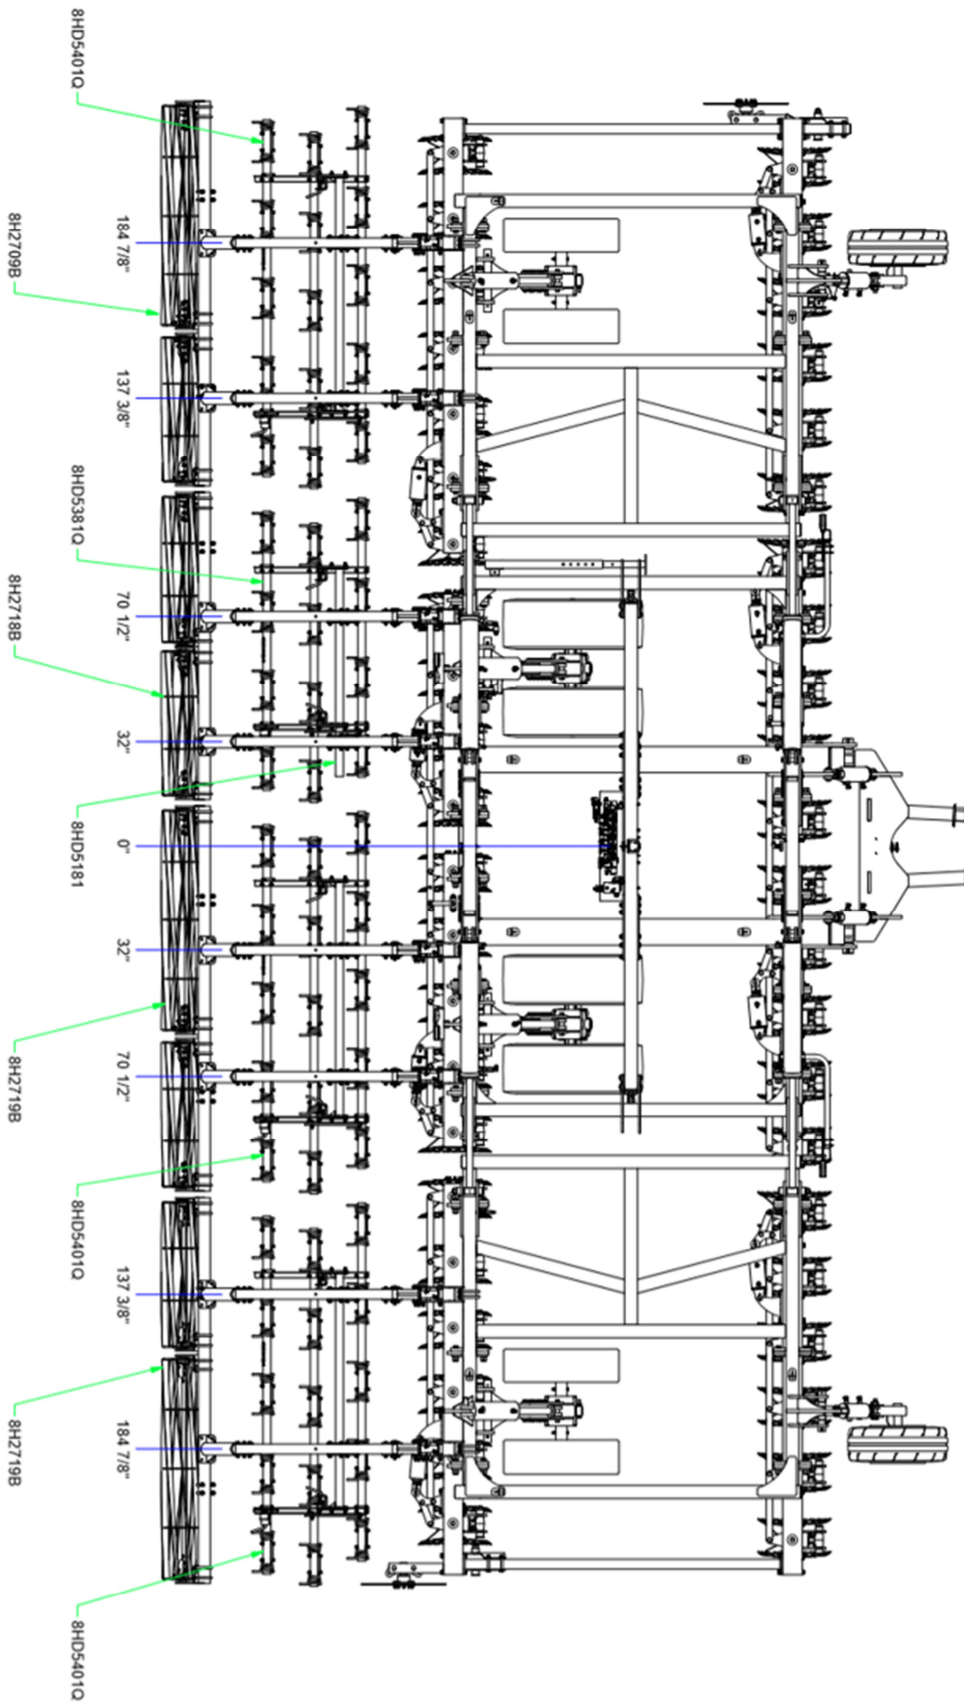 8HD5401Q
8H2709B
184 7/8"
137 3/8"
8HD5381Q
70 1/2"
8H2718B
32"
8HD5181
0"
32"
8H2719B
70 1/2"
8HD5401Q
137 3/8"
8H2719B
184 7/8"
8HD5401Q